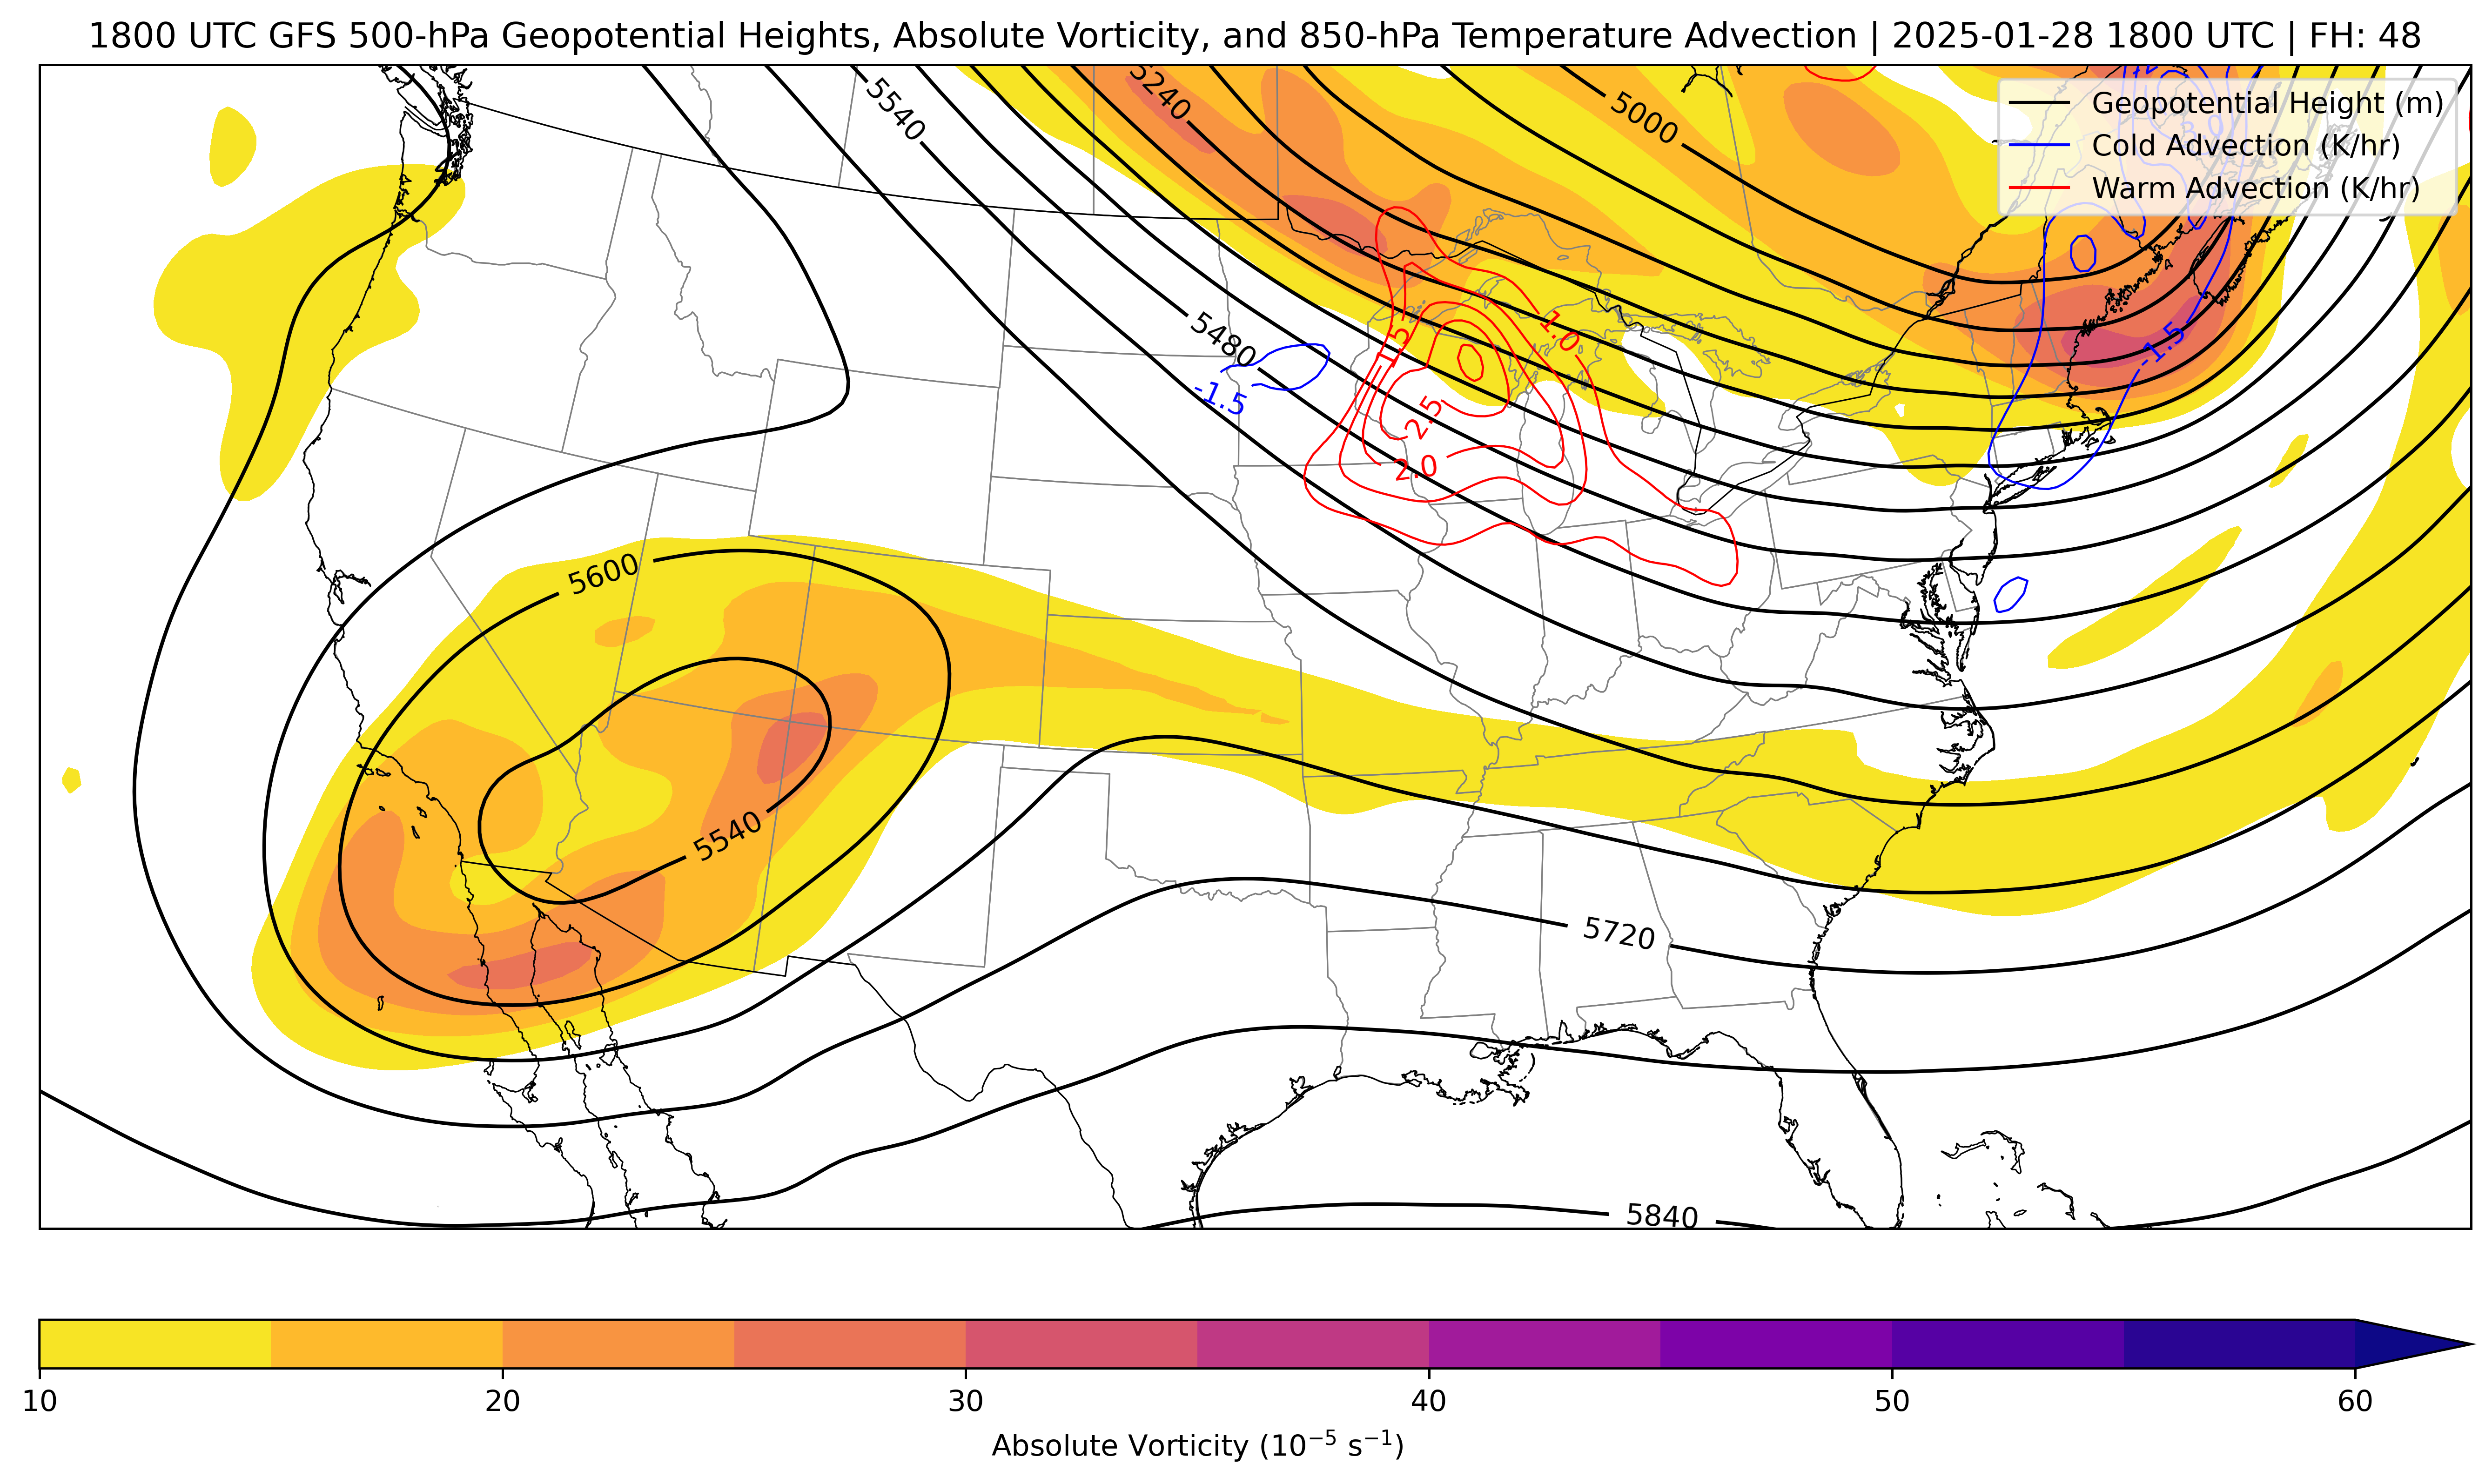 1800 UTC GFS 500-hPa Geopotential Heights, Absolute Vorticity, and 850-hPa Temperature Advection | 2025-01-28 1800 UTC | FH: 48
Geopotential Height (m)
Cold Advection (K/hr)
Warm Advection (K/hr)
5540
5240
5000
5480
-1.5
1.5
1.0
2.5
2.0
-1.5
5600
5540
5720
5840
10 20 30 40 50 60
Absolute Vorticity (10⁻⁵ s⁻¹)